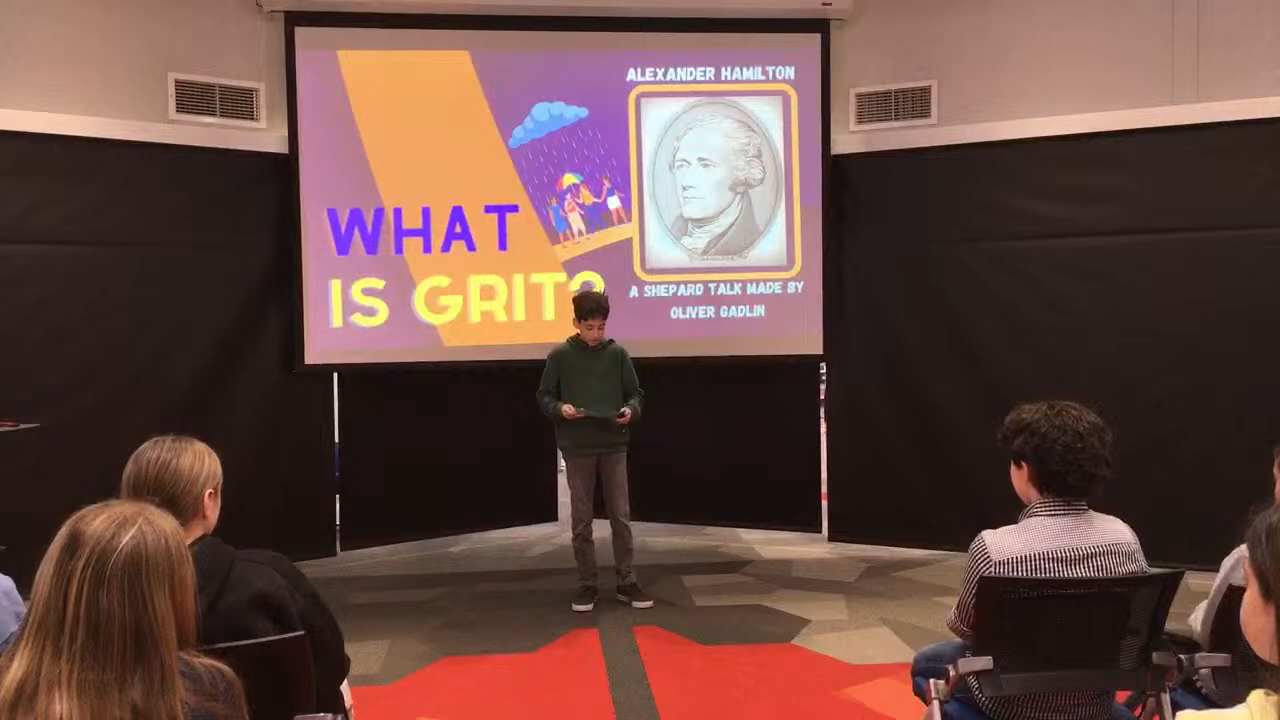 WHAT
IS GRIT?
ALEXANDER HAMILTON
A SHEPARD TALK MADE BY
OLIVER GADLIN